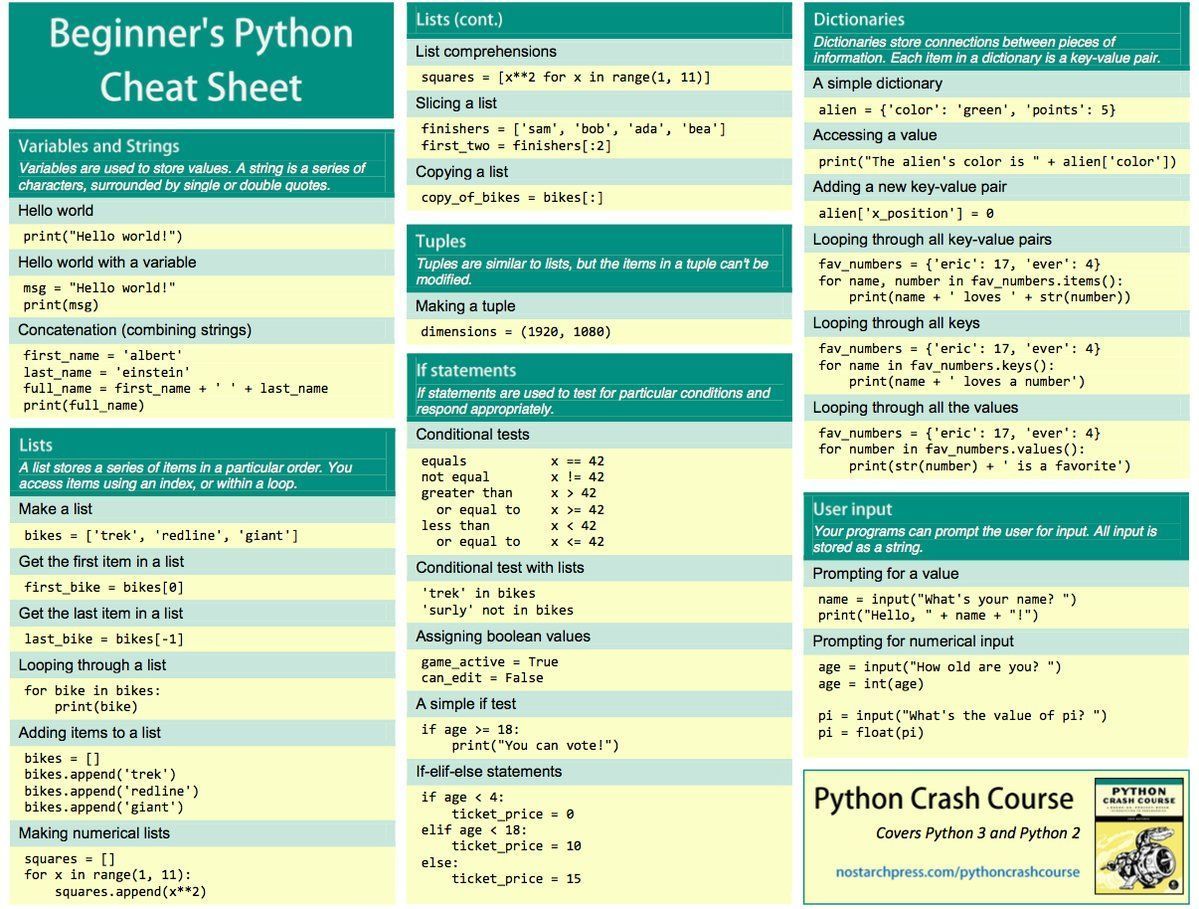 Beginner's Python
Cheat Sheet
Variables and Strings
Variables are used to store values. A string is a series of
characters, surrounded by single or double quotes.
Hello world
print("Hello world!")
Hello world with a variable
msg = "Hello world!"
print(msg)
Concatenation (combining strings)
first_name = 'albert'
last_name = 'einstein'
full_name = first_name + ' ' + last_name
print(full_name)
Lists
A list stores a series of items in a particular order. You
access items using an index, or within a loop.
Make a list
bikes = ['trek', 'redline', 'giant']
Get the first item in a list
first_bike = bikes[0]
Get the last item in a list
last_bike = bikes[-1]
Looping through a list
for bike in bikes:
    print(bike)
Adding items to a list
bikes = []
bikes.append('trek')
bikes.append('redline')
bikes.append('giant')
Making numerical lists
squares = []
for x in range(1, 11):
    squares.append(x**2)
Lists (cont.)
List comprehensions
squares = [x**2 for x in range(1, 11)]
Slicing a list
finishers = ['sam', 'bob', 'ada', 'bea']
first_two = finishers[:2]
Copying a list
copy_of_bikes = bikes[:]
Tuples
Tuples are similar to lists, but the items in a tuple can't be
modified.
Making a tuple
dimensions = (1920, 1080)
If statements
If statements are used to test for particular conditions and
respond appropriately.
Conditional tests
equals x == 42
not equal x != 42
greater than x > 42
  or equal to x >= 42
less than x < 42
  or equal to x <= 42
Conditional test with lists
'trek' in bikes
'surly' not in bikes
Assigning boolean values
game_active = True
can_edit = False
A simple if test
if age >= 18:
    print("You can vote!")
If-elif-else statements
if age < 4:
    ticket_price = 0
elif age < 18:
    ticket_price = 10
else:
    ticket_price = 15
Dictionaries
Dictionaries store connections between pieces of
information. Each item in a dictionary is a key-value pair.
A simple dictionary
alien = {'color': 'green', 'points': 5}
Accessing a value
print("The alien's color is " + alien['color'])
Adding a new key-value pair
alien['x_position'] = 0
Looping through all key-value pairs
fav_numbers = {'eric': 17, 'ever': 4}
for name, number in fav_numbers.items():
    print(name + ' loves ' + str(number))
Looping through all keys
fav_numbers = {'eric': 17, 'ever': 4}
for name in fav_numbers.keys():
    print(name + ' loves a number')
Looping through all the values
fav_numbers = {'eric': 17, 'ever': 4}
for number in fav_numbers.values():
    print(str(number) + ' is a favorite')
User input
Your programs can prompt the user for input. All input is
stored as a string.
Prompting for a value
name = input("What's your name? ")
print("Hello, " + name + "!")
Prompting for numerical input
age = input("How old are you? ")
age = int(age)
pi = input("What's the value of pi? ")
pi = float(pi)
Python Crash Course
Covers Python 3 and Python 2
nostarchpress.com/pythoncrashcourse
PYTHON
CRASH COURSE